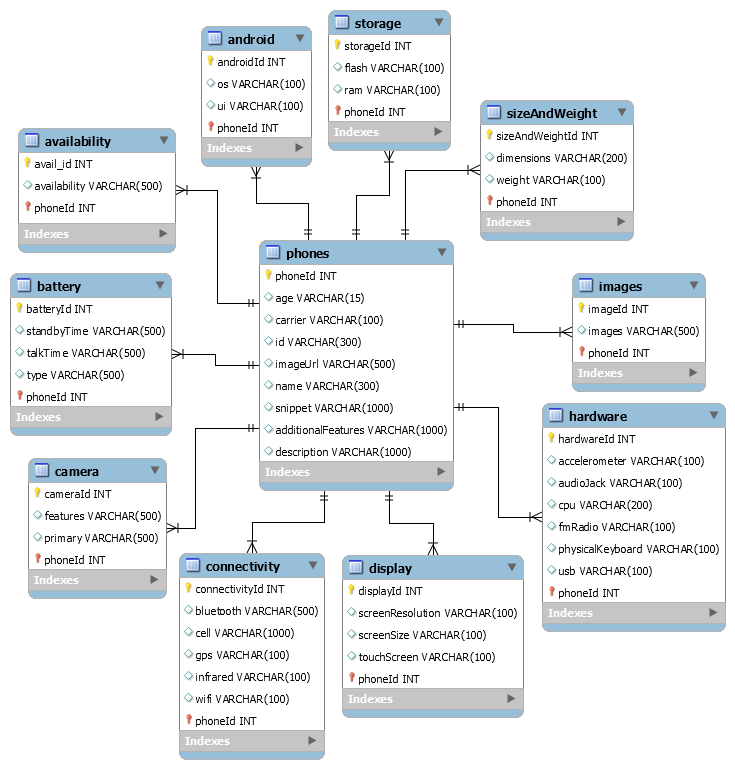 storage
storageId INT
flash VARCHAR(100)
ram VARCHAR(100)
phoneId INT
Indexes
android
androidId INT
os VARCHAR(100)
ui VARCHAR(100)
phoneId INT
Indexes
sizeAndWeight
sizeAndWeightId INT
dimensions VARCHAR(200)
weight VARCHAR(100)
phoneId INT
Indexes
availability
avail_id INT
availability VARCHAR(500)
phoneId INT
Indexes
phones
phoneId INT
age VARCHAR(15)
carrier VARCHAR(100)
id VARCHAR(300)
imageUrl VARCHAR(500)
name VARCHAR(300)
snippet VARCHAR(1000)
additionalFeatures VARCHAR(1000)
description VARCHAR(1000)
Indexes
battery
batteryId INT
standbyTime VARCHAR(500)
talkTime VARCHAR(500)
type VARCHAR(500)
phoneId INT
Indexes
images
imageId INT
images VARCHAR(500)
phoneId INT
Indexes
hardware
hardwareId INT
accelerometer VARCHAR(100)
audioJack VARCHAR(100)
cpu VARCHAR(200)
fmRadio VARCHAR(100)
physicalKeyboard VARCHAR(100)
usb VARCHAR(100)
phoneId INT
Indexes
camera
cameraId INT
features VARCHAR(500)
primary VARCHAR(500)
phoneId INT
Indexes
connectivity
connectivityId INT
bluetooth VARCHAR(500)
cell VARCHAR(1000)
gps VARCHAR(100)
infrared VARCHAR(100)
wifi VARCHAR(100)
phoneId INT
Indexes
display
displayId INT
screenResolution VARCHAR(100)
screenSize VARCHAR(100)
touchScreen VARCHAR(100)
phoneId INT
Indexes